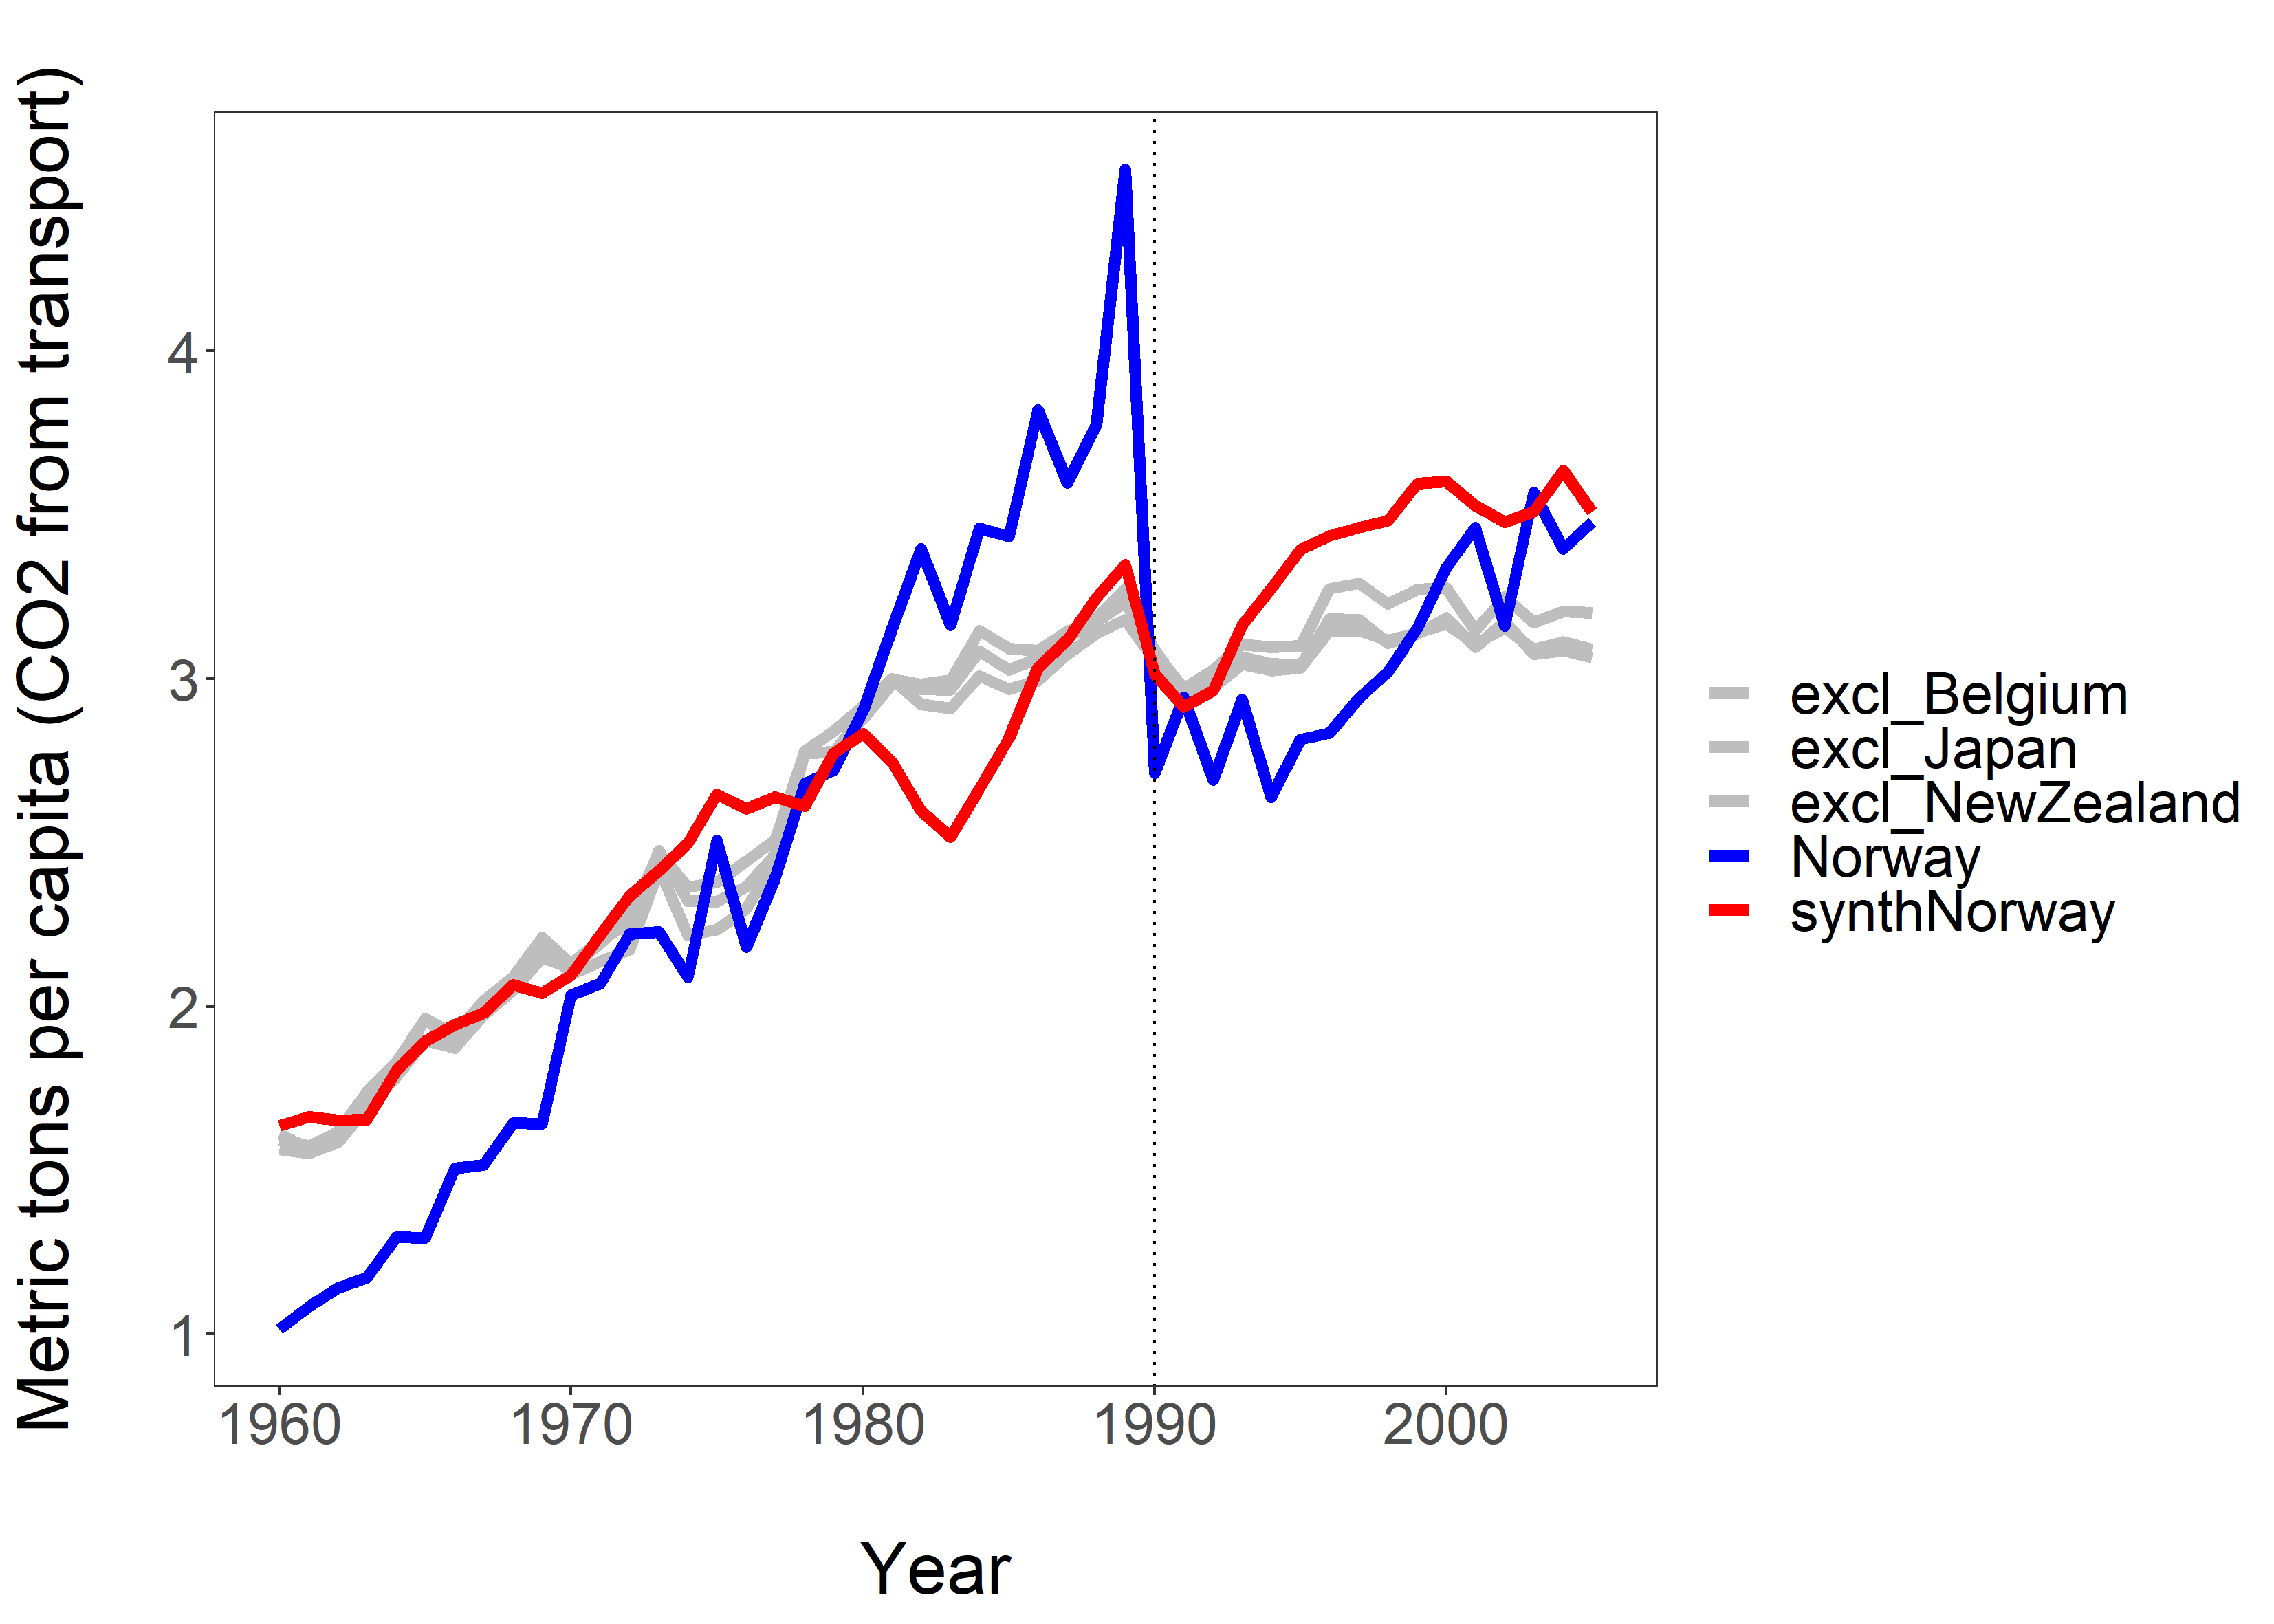 Metric tons per capita (CO2 from transport)
4
3
2
1
1960 1970 1980 1990 2000
Year
excl_Belgium
excl_Japan
excl_NewZealand
Norway
synthNorway